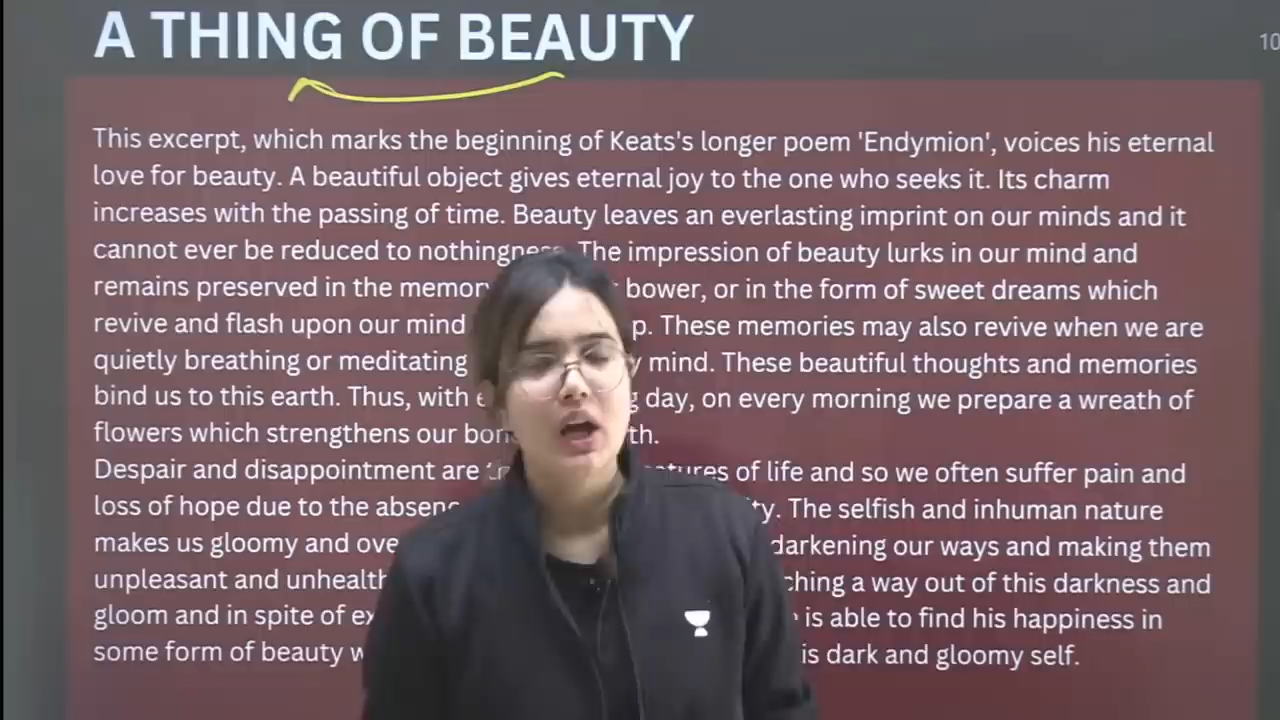 A THING OF BEAUTY
10
This excerpt, which marks the beginning of Keats's longer poem 'Endymion', voices his eternal
love for beauty. A beautiful object gives eternal joy to the one who seeks it. Its charm
increases with the passing of time. Beauty leaves an everlasting imprint on our minds and it
cannot ever be reduced to nothingness. The impression of beauty lurks in our mind and
remains preserved in the memory bower, or in the form of sweet dreams which
revive and flash upon our mind These memories may also revive when we are
quietly breathing or meditating mind. These beautiful thoughts and memories
bind us to this earth. Thus, with day, on every morning we prepare a wreath of
flowers which strengthens our
Despair and disappointment are of life and so we often suffer pain and
loss of hope due to the The selfish and inhuman nature
makes us gloomy and darkening our ways and making them
unpleasant and a way out of this darkness and
gloom and in spite of is able to find his happiness in
some form of beauty is dark and gloomy self.